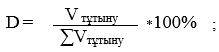 D = V тұтыну / ∑V тұтыну *100% ;